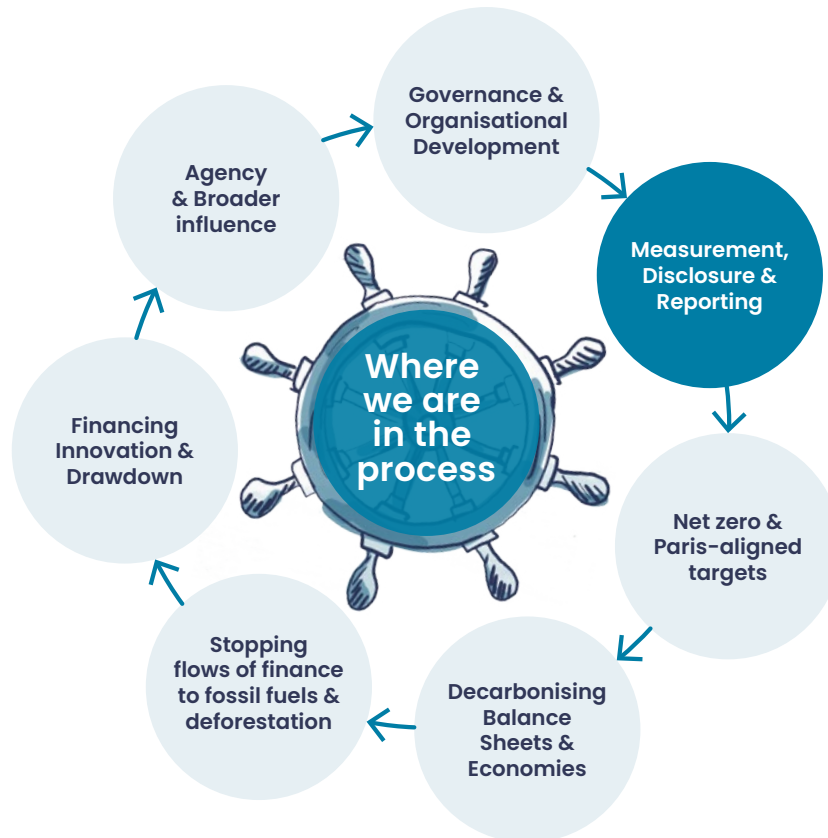 Governance &
Organisational
Development
Measurement,
Disclosure &
Reporting
Net zero &
Paris-aligned
targets
Decarbonising
Balance
Sheets &
Economies
Stopping
flows of finance
to fossil fuels &
deforestation
Financing
Innovation &
Drawdown
Agency
& Broader
influence
Where
we are
in the
process